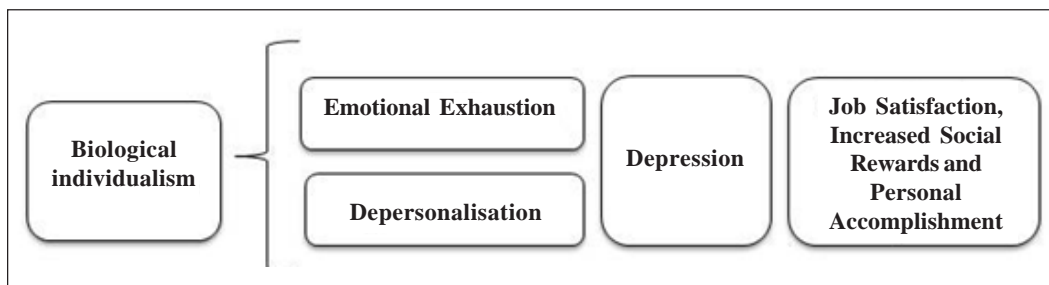 Biological
individualism
Emotional Exhaustion
Depersonalisation
Depression
Job Satisfaction,
Increased Social
Rewards and
Personal
Accomplishment